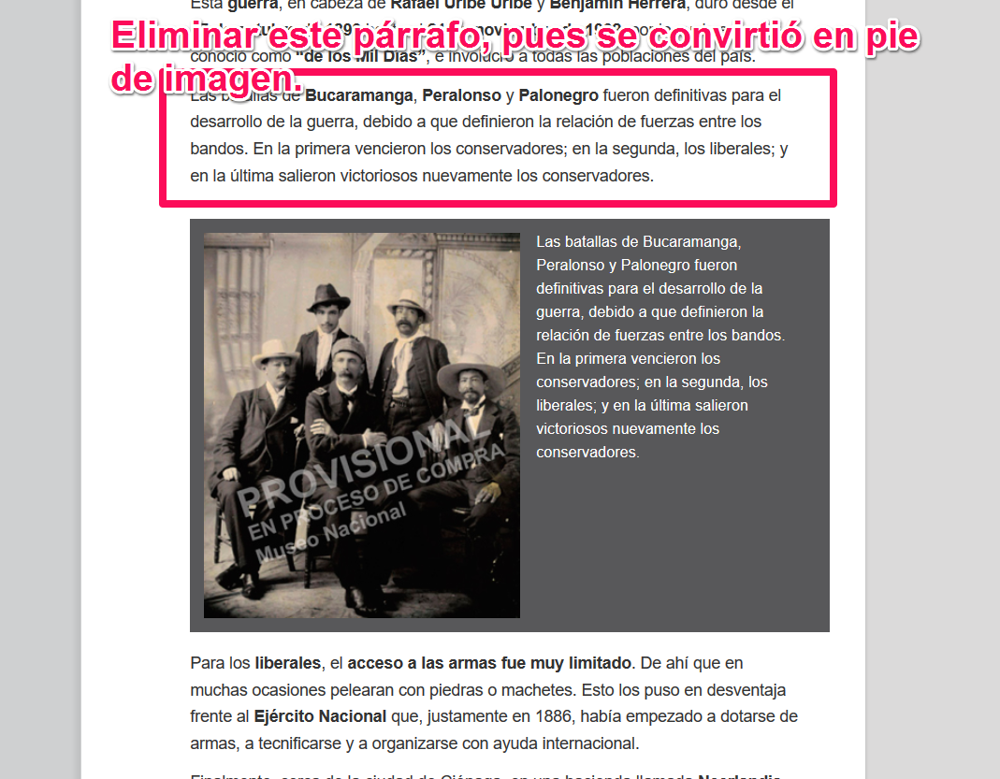 Esta guerra, en cabeza de Rafael Uribe Uribe y Benjamín Herrera, duró desde el
Eliminar este párrafo, pues se convirtió en pie
de imagen.
conoció como “de los Mil Días”, e involucró a todas las poblaciones del país.
Las batallas de Bucaramanga, Peralonso y Palonegro fueron definitivas para el
desarrollo de la guerra, debido a que definieron la relación de fuerzas entre los
bandos. En la primera vencieron los conservadores; en la segunda, los liberales; y
en la última salieron victoriosos nuevamente los conservadores.
Las batallas de Bucaramanga,
Peralonso y Palonegro fueron
definitivas para el desarrollo de la
guerra, debido a que definieron la
relación de fuerzas entre los bandos.
En la primera vencieron los
conservadores; en la segunda, los
liberales; y en la última salieron
victoriosos nuevamente los
conservadores.
PROVISIONAL
EN PROCESO DE COMPRA
Museo Nacional
Para los liberales, el acceso a las armas fue muy limitado. De ahí que en
muchas ocasiones pelearan con piedras o machetes. Esto los puso en desventaja
frente al Ejército Nacional que, justamente en 1886, había empezado a dotarse de
armas, a tecnificarse y a organizarse con ayuda internacional.
Finalmente, cerca de la ciudad de Ciénaga, en una hacienda llamada Neerlandia